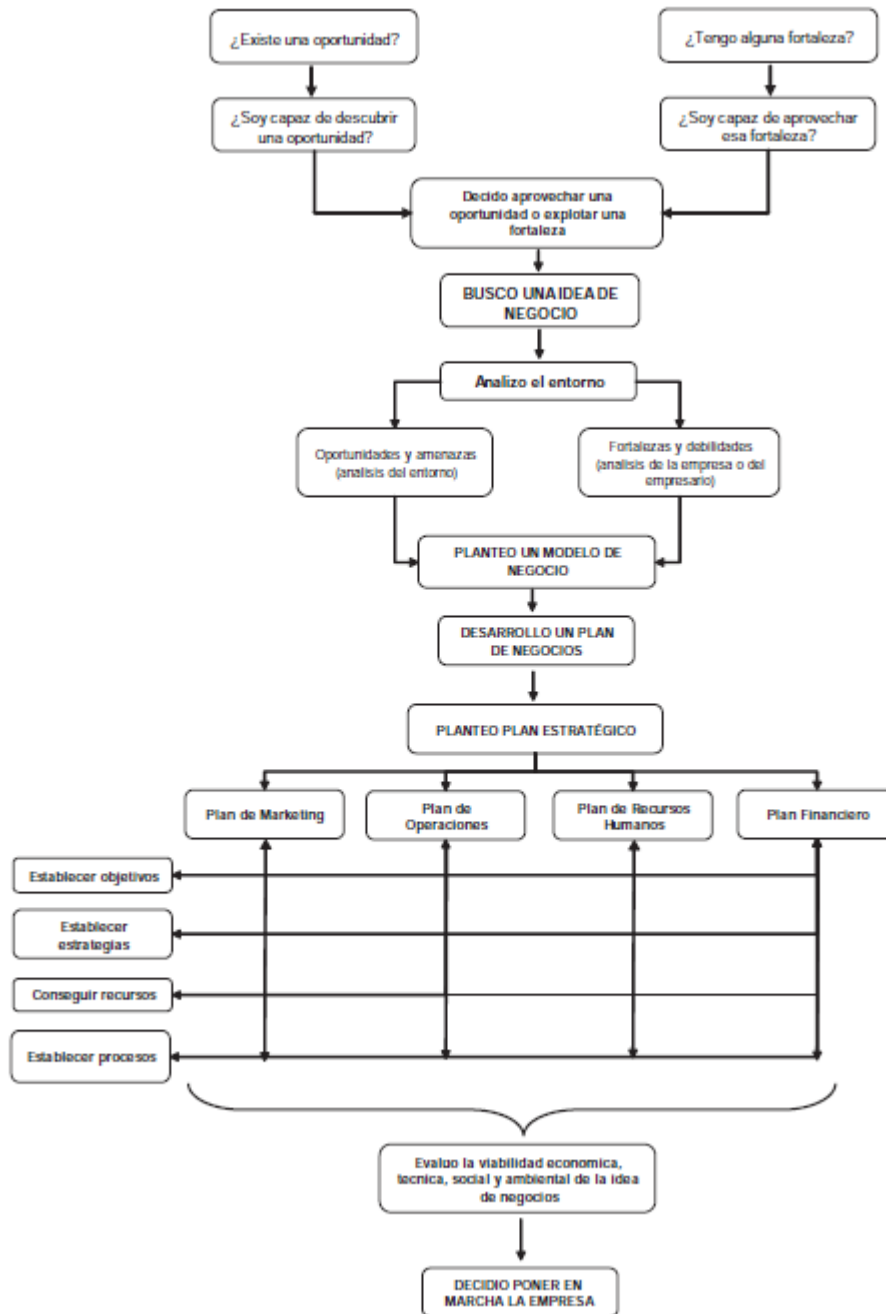 ¿Existe una oportunidad?
¿Tengo alguna fortaleza?
¿Soy capaz de descubrir
una oportunidad?
¿Soy capaz de aprovechar
esa fortaleza?
Decido aprovechar una
oportunidad o explotar una
fortaleza
BUSCO UNA IDEA DE
NEGOCIO
Analizo el entorno
Oportunidades y amenazas
(analisis del entorno)
Fortalezas y debilidades
(analisis de la empresa o del
empresario)
PLANTEO UN MODELO DE
NEGOCIO
DESARROLLO UN PLAN
DE NEGOCIOS
PLANTEO PLAN ESTRATÉGICO
Plan de Marketing
Plan de
Operaciones
Plan de Recursos
Humanos
Plan Financiero
Establecer objetivos
Establecer
estrategias
Conseguir recursos
Establecer procesos
Evaluo la viabilidad economica,
tecnica, social y ambiental de la idea
de negocios
DECIDIO PONER EN
MARCHA LA EMPRESA